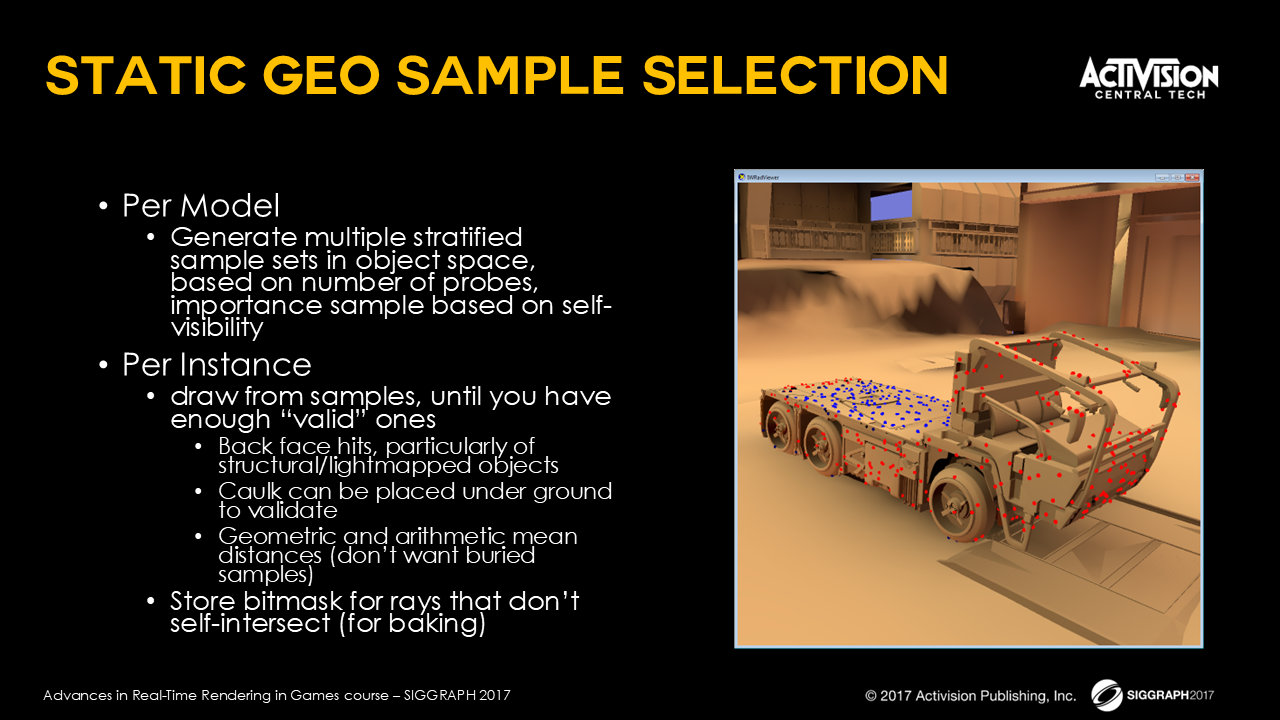 STATIC GEO SAMPLE SELECTION
ACTIVISION
CENTRAL TECH
• Per Model
• Generate multiple stratified
sample sets in object space,
based on number of probes,
importance sample based on self-
visibility
• Per Instance
• draw from samples, until you have
enough “valid” ones
• Back face hits, particularly of
structural/lightmapped objects
• Caulk can be placed under ground
to validate
• Geometric and arithmetic mean
distances (don’t want buried
samples)
• Store bitmask for rays that don’t
self-intersect (for baking)
IWRadViewer
Advances in Real-Time Rendering in Games course – SIGGRAPH 2017
© 2017 Activision Publishing, Inc.
SIGGRAPH2017